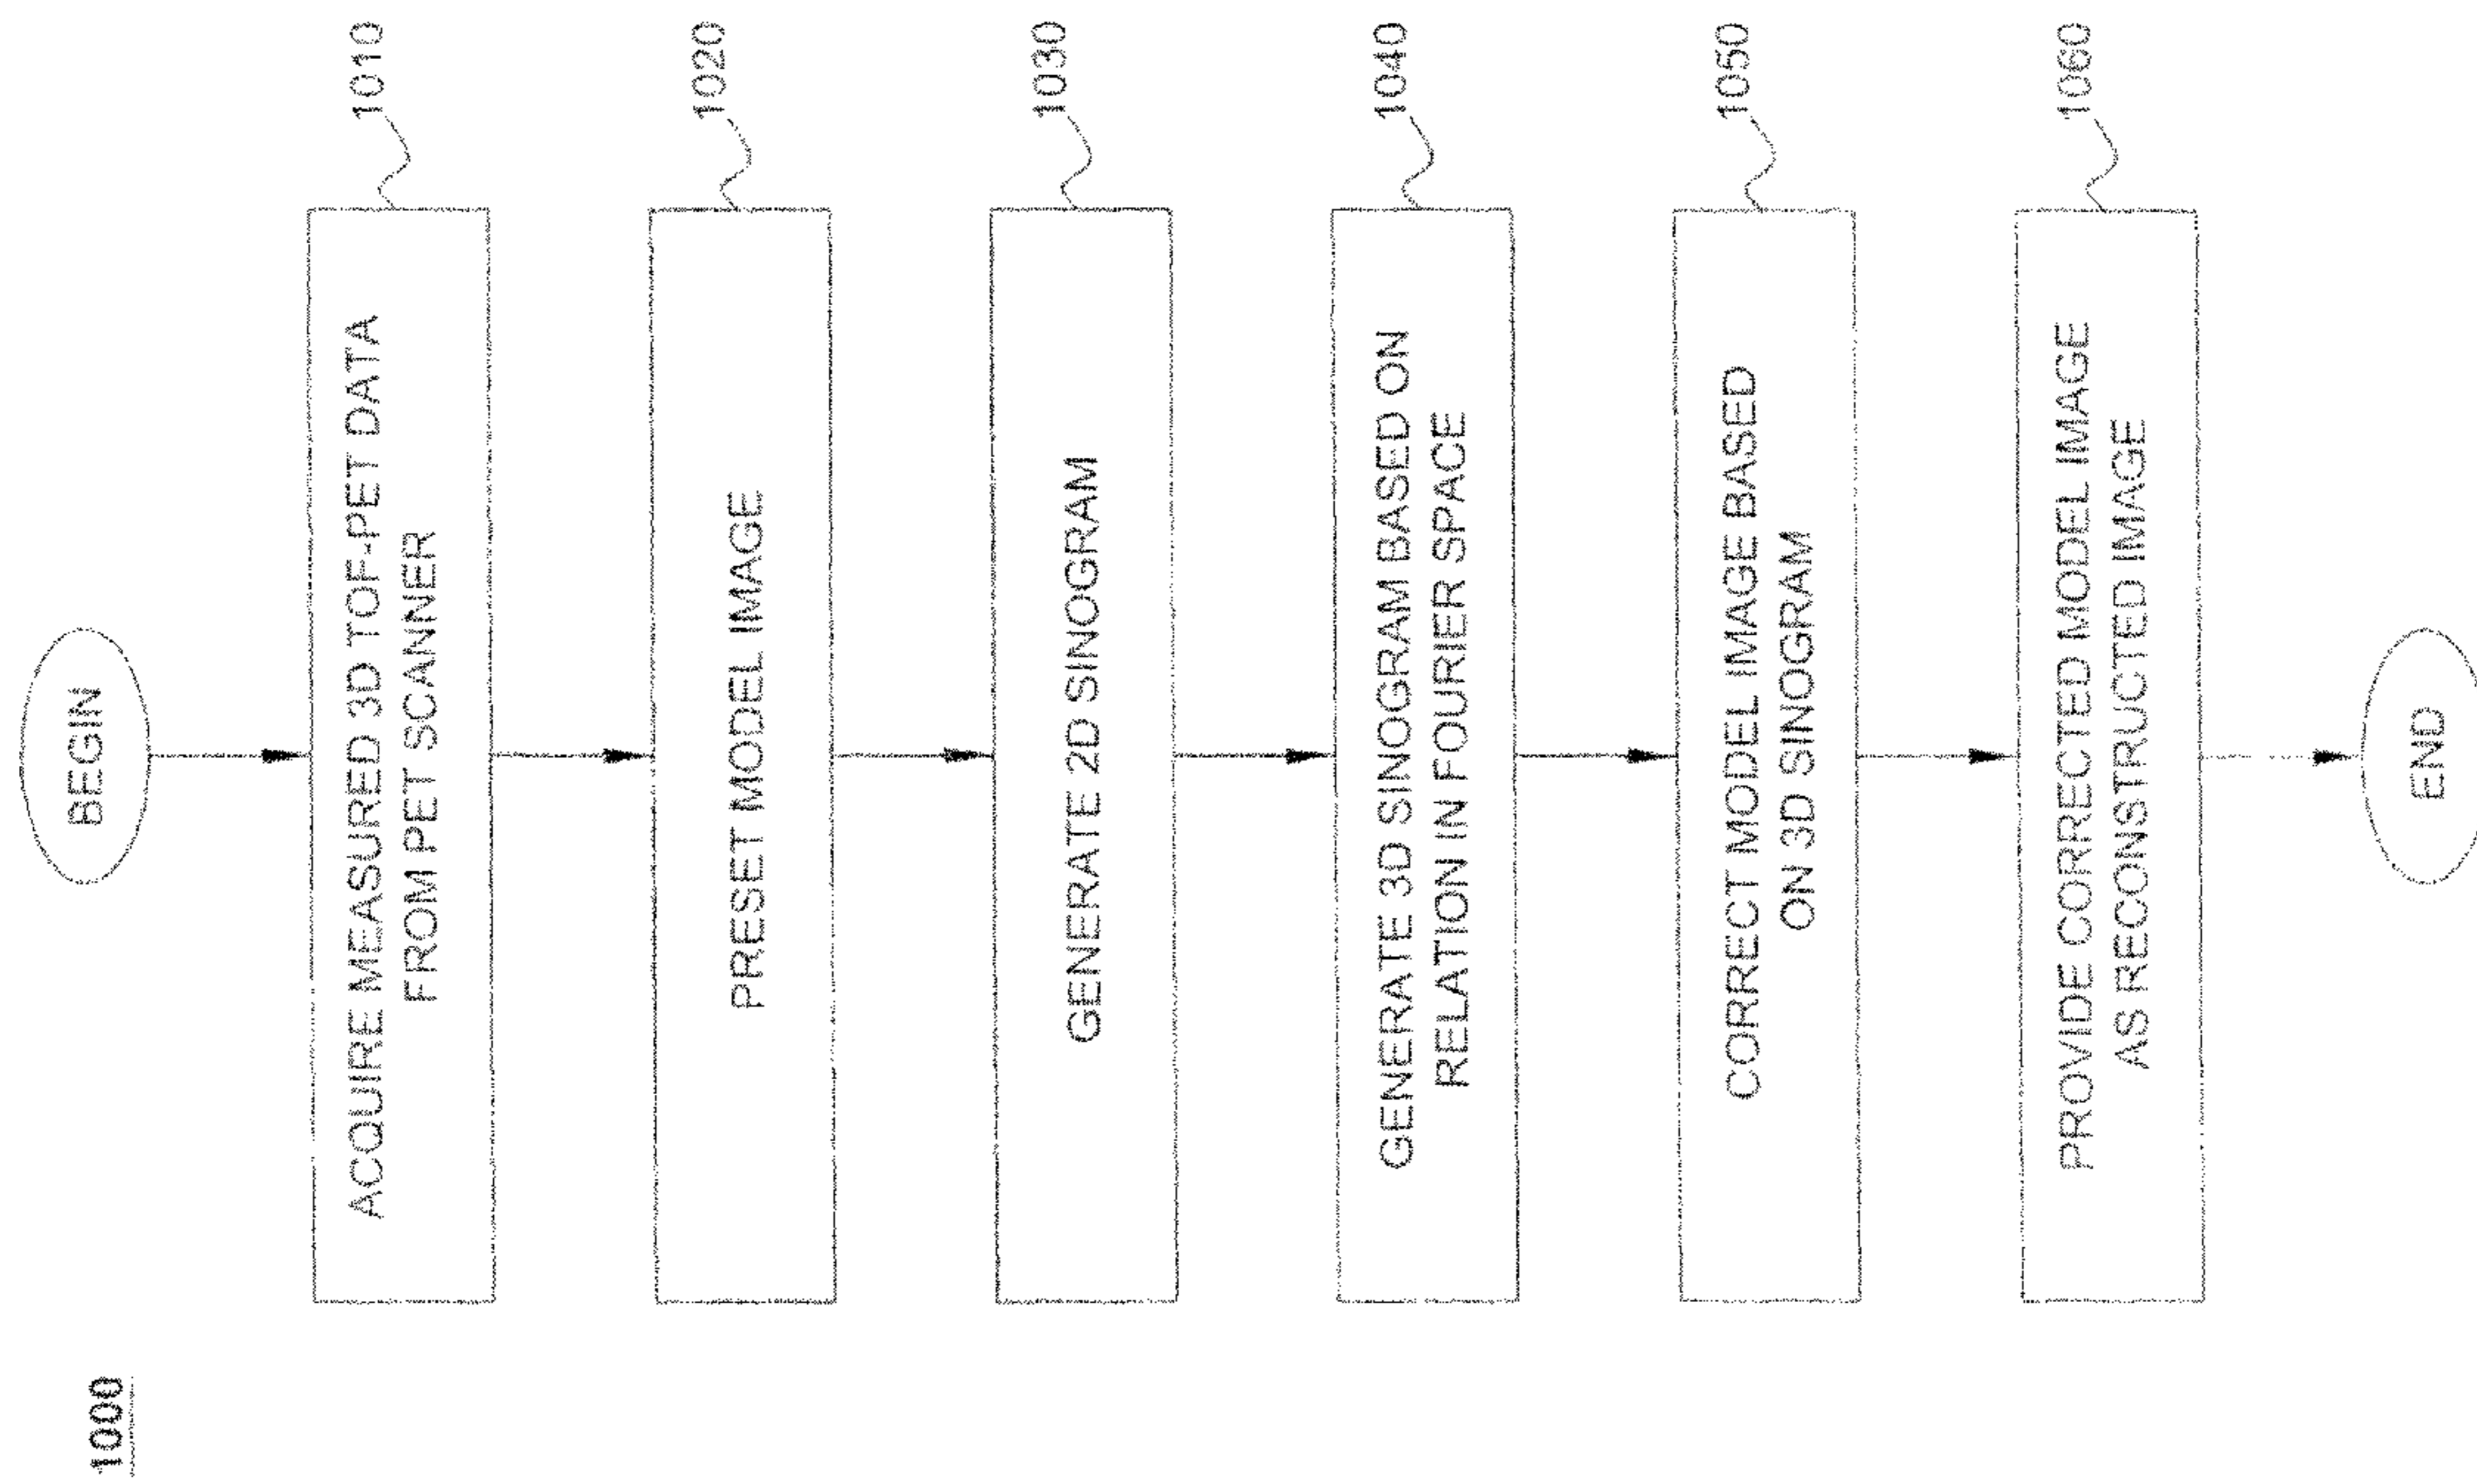 1000
BEGIN
ACQUIRE MEASURED 3D TOF-PET DATA
FROM PET SCANNER
1010
PRESET MODEL IMAGE
1020
GENERATE 2D SINOGRAM
1030
GENERATE 3D SINOGRAM BASED ON
RELATION IN FOURIER SPACE
1040
CORRECT MODEL IMAGE BASED
ON 3D SINOGRAM
1050
PROVIDE CORRECTED MODEL IMAGE
AS RECONSTRUCTED IMAGE
1060
END